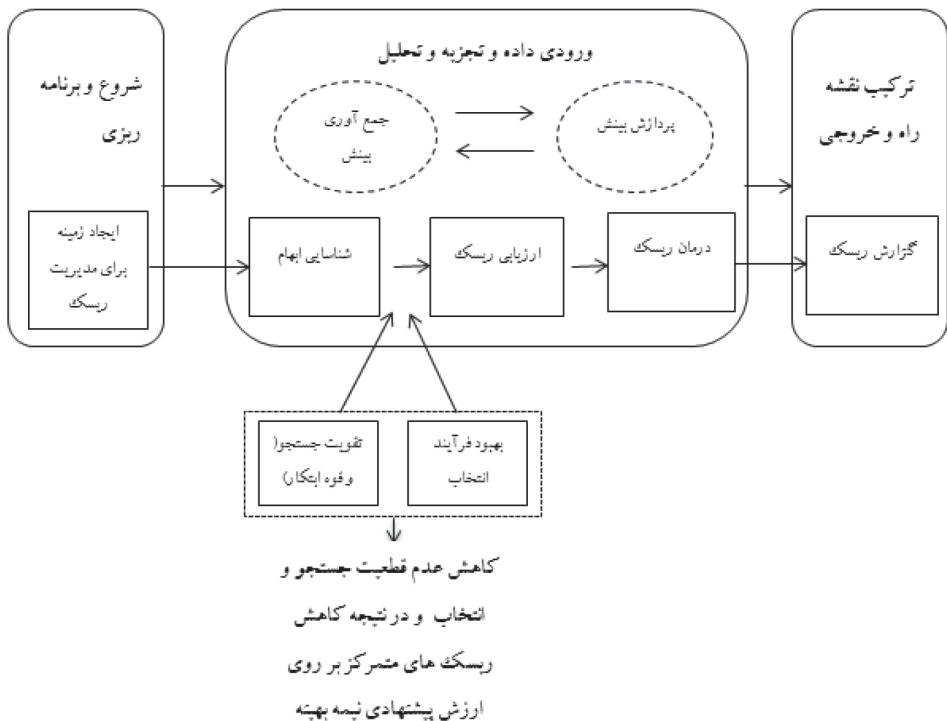 شروع و برنامه
ریزی
ایجاد زمینه
برای مدیریت
ریسک
ورودی داده و تجزیه و تحلیل
جمع آوری
بینش
پردازش بینش
شناسایی ابهام
ارزیابی ریسک
درمان ریسک
ترکیب نقشه
راه و خروجی
گزارش ریسک
تقویت جستجو(
و قوه ابتکار)
بهبود فرآیند
انتخاب
کاهش عدم قطعیت جستجو و
انتخاب و در نتیجه کاهش
ریسک های متمرکز بر روی
ارزش پیشنهادی نیمه بهینه